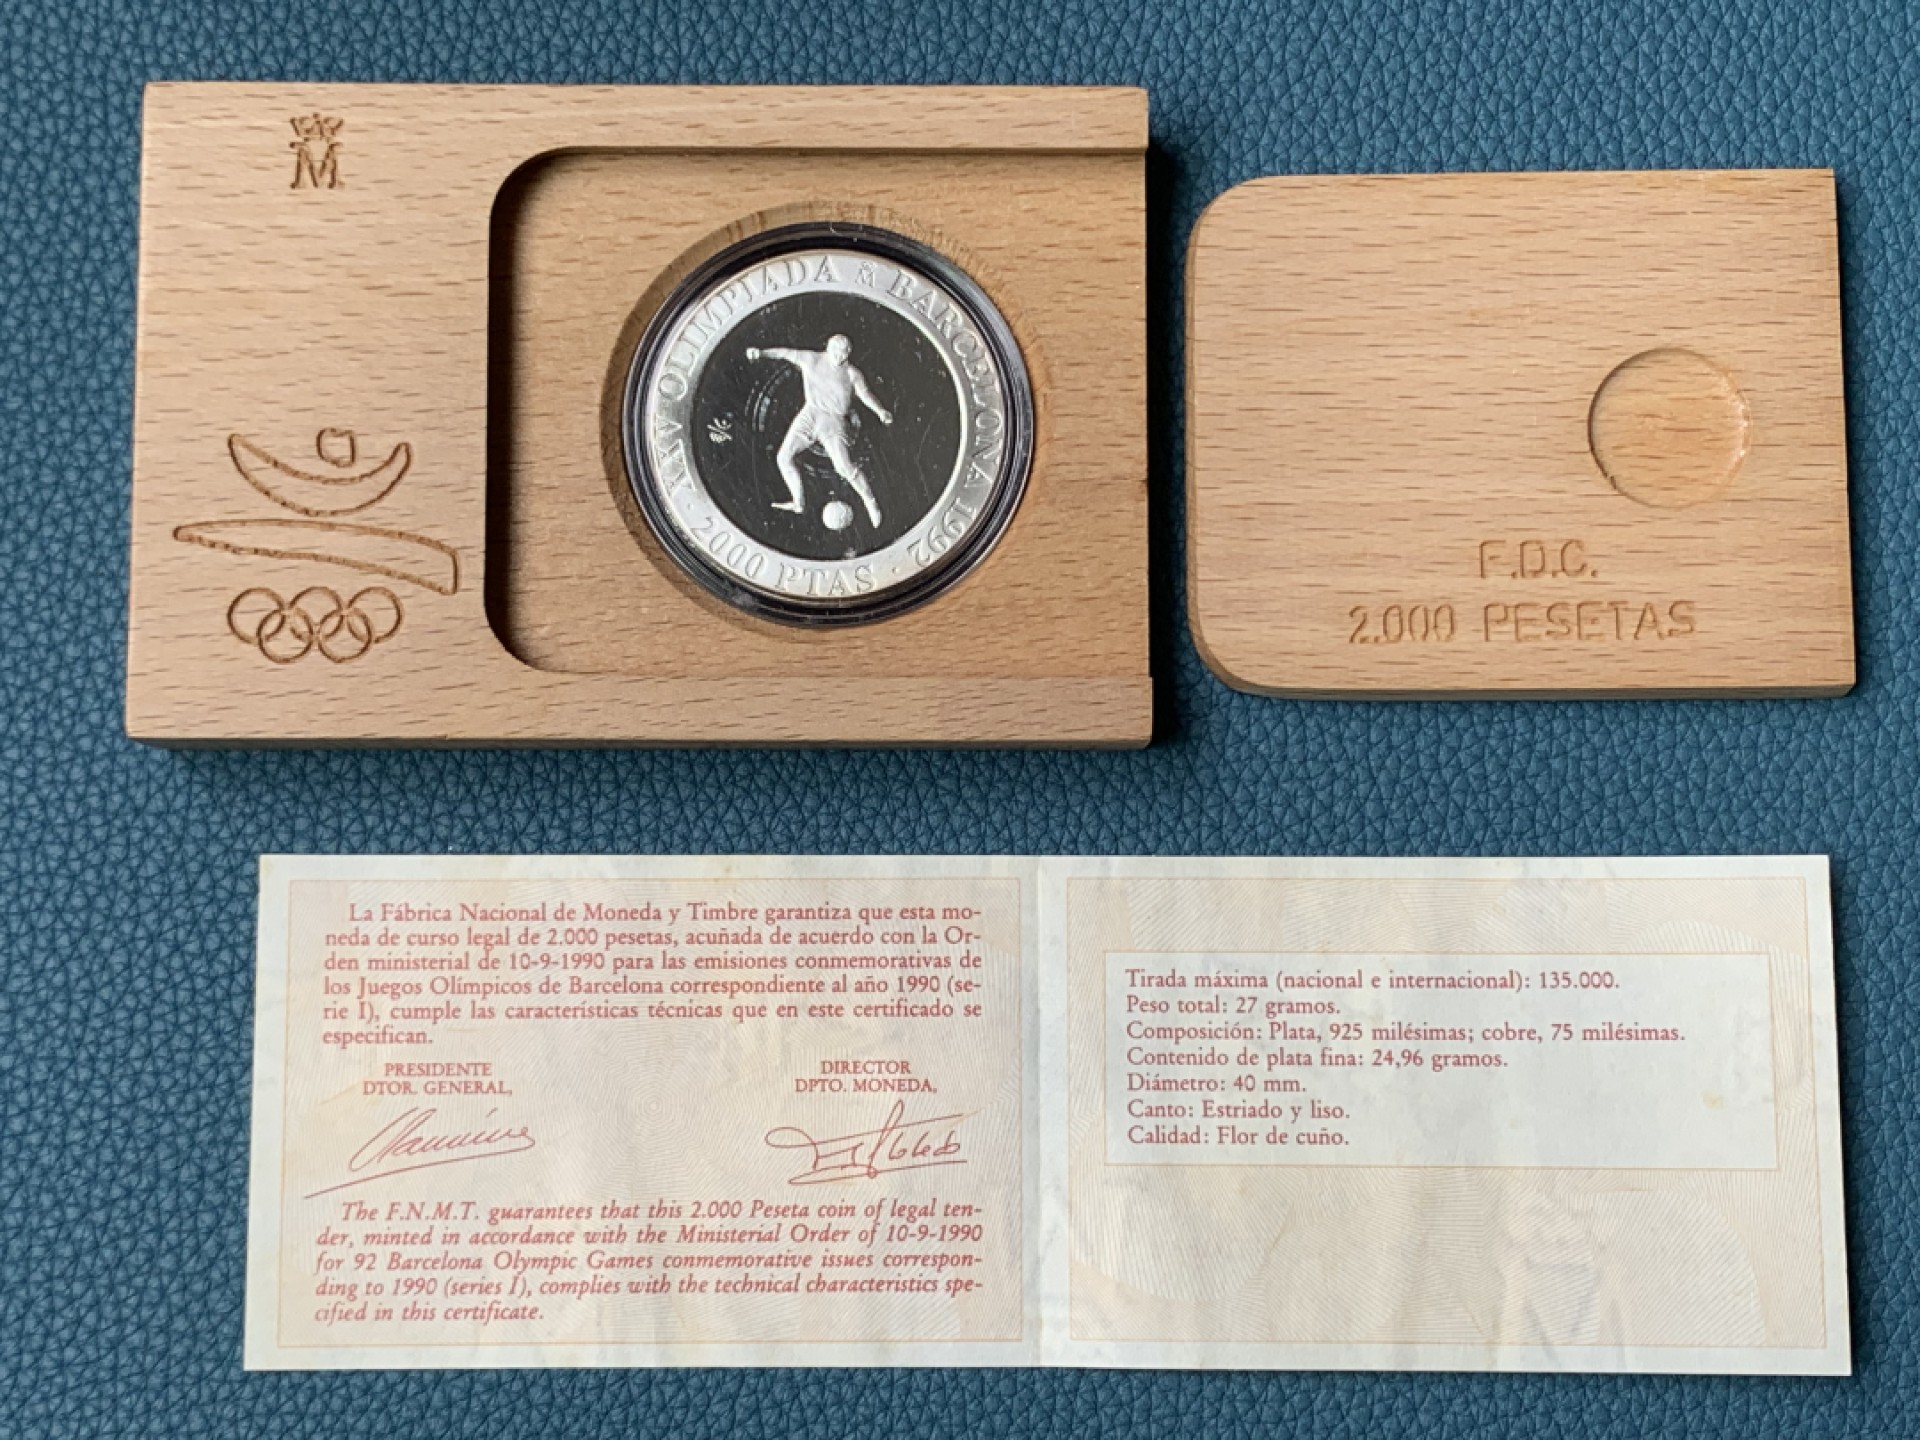 M
XXV OLIMPIADA M BARCELONA 1992
· 2000 PTAS ·
F.D.C.
2.000 PESETAS
La Fábrica Nacional de Moneda y Timbre garantiza que esta mo-
neda de curso legal de 2.000 pesetas, acuñada de acuerdo con la Or-
den ministerial de 10-9-1990 para las emisiones conmemorativas de
los Juegos Olímpicos de Barcelona correspondiente al año 1990 (se-
rie I), cumple las características técnicas que en este certificado se
especifican.
PRESIDENTE
DTOR. GENERAL,
DIRECTOR
DPTO. MONEDA,
The F.N.M.T. guarantees that this 2.000 Peseta coin of legal ten-
der, minted in accordance with the Ministerial Order of 10-9-1990
for 92 Barcelona Olympic Games conmemorative issues correspon-
ding to 1990 (series I), complies with the technical characteristics spe-
cified in this certificate.
Tirada máxima (nacional e internacional): 135.000.
Peso total: 27 gramos.
Composición: Plata, 925 milésimas; cobre, 75 milésimas.
Contenido de plata fina: 24,96 gramos.
Diámetro: 40 mm.
Canto: Estriado y liso.
Calidad: Flor de cuño.